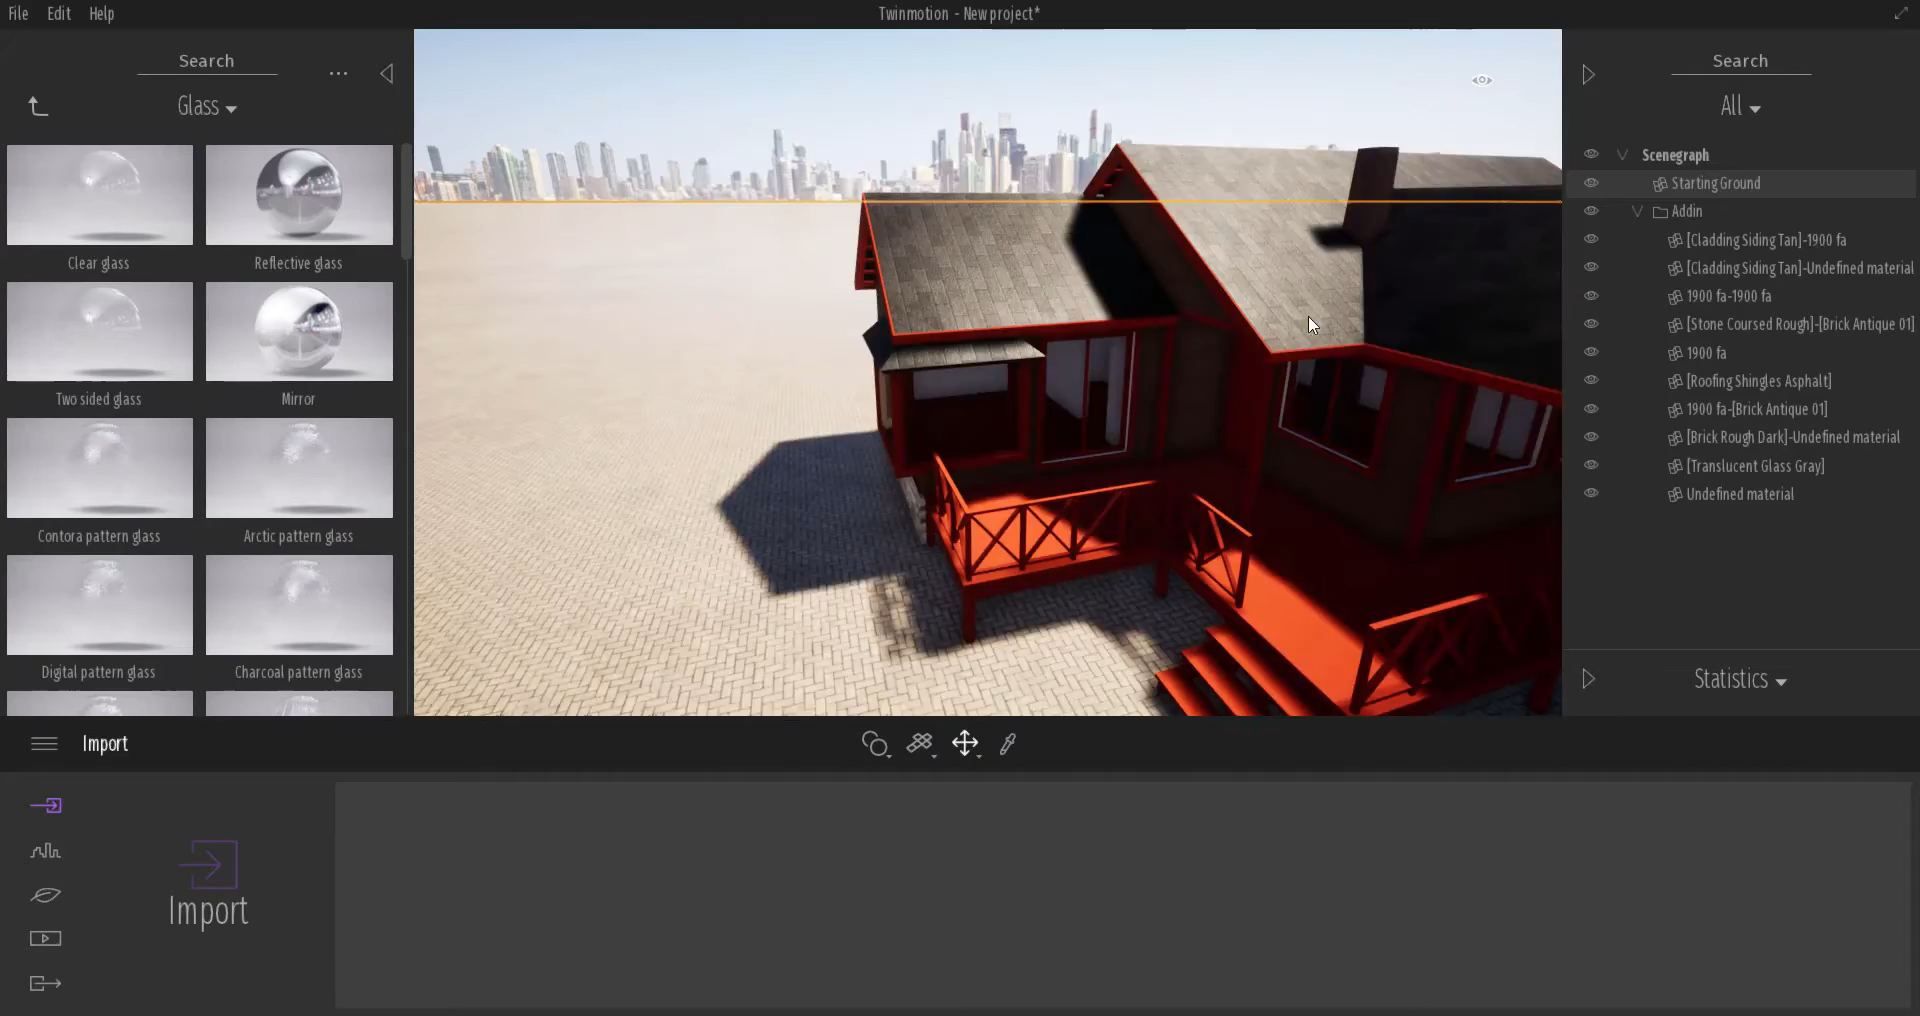 File Edit Help
Twinmotion - New project*
Search
Glass
Clear glass
Reflective glass
Two sided glass
Mirror
Contora pattern glass
Arctic pattern glass
Digital pattern glass
Charcoal pattern glass
Search
All
Scenegraph
Starting Ground
Addin
[Cladding Siding Tan]-1900 fa
[Cladding Siding Tan]-Undefined material
1900 fa-1900 fa
[Stone Coursed Rough]-[Brick Antique 01]
1900 fa
[Roofing Shingles Asphalt]
1900 fa-[Brick Antique 01]
[Brick Rough Dark]-Undefined material
[Translucent Glass Gray]
Undefined material
Statistics
Import
Import